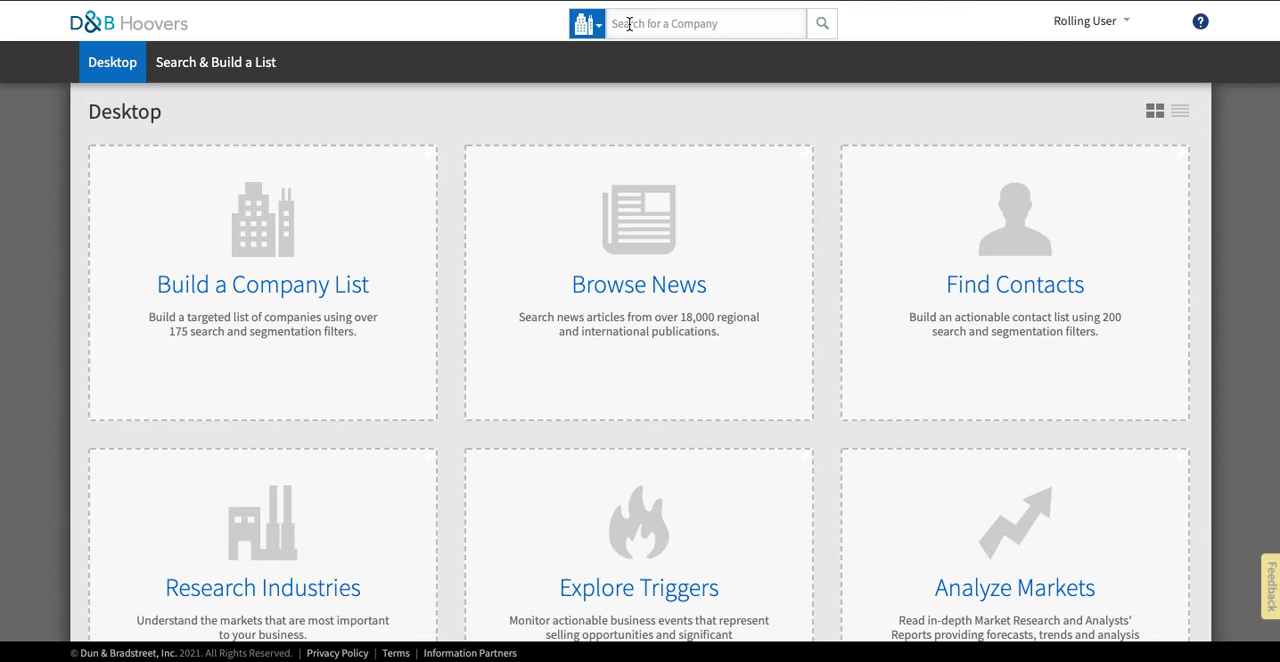 D&B Hoovers
Search for a Company
Rolling User
?
Desktop
Search & Build a List
Desktop
Build a Company List
Build a targeted list of companies using over
175 search and segmentation filters.
Browse News
Search news articles from over 18,000 regional
and international publications.
Find Contacts
Build an actionable contact list using 200
search and segmentation filters.
Research Industries
Understand the markets that are most important
to your business.
Explore Triggers
Monitor actionable business events that represent
selling opportunities and significant
Analyze Markets
Read in-depth Market Research and Analysts'
Reports providing forecasts, trends and analysis
Feedback
© Dun & Bradstreet, Inc. 2021. All Rights Reserved. | Privacy Policy | Terms | Information Partners